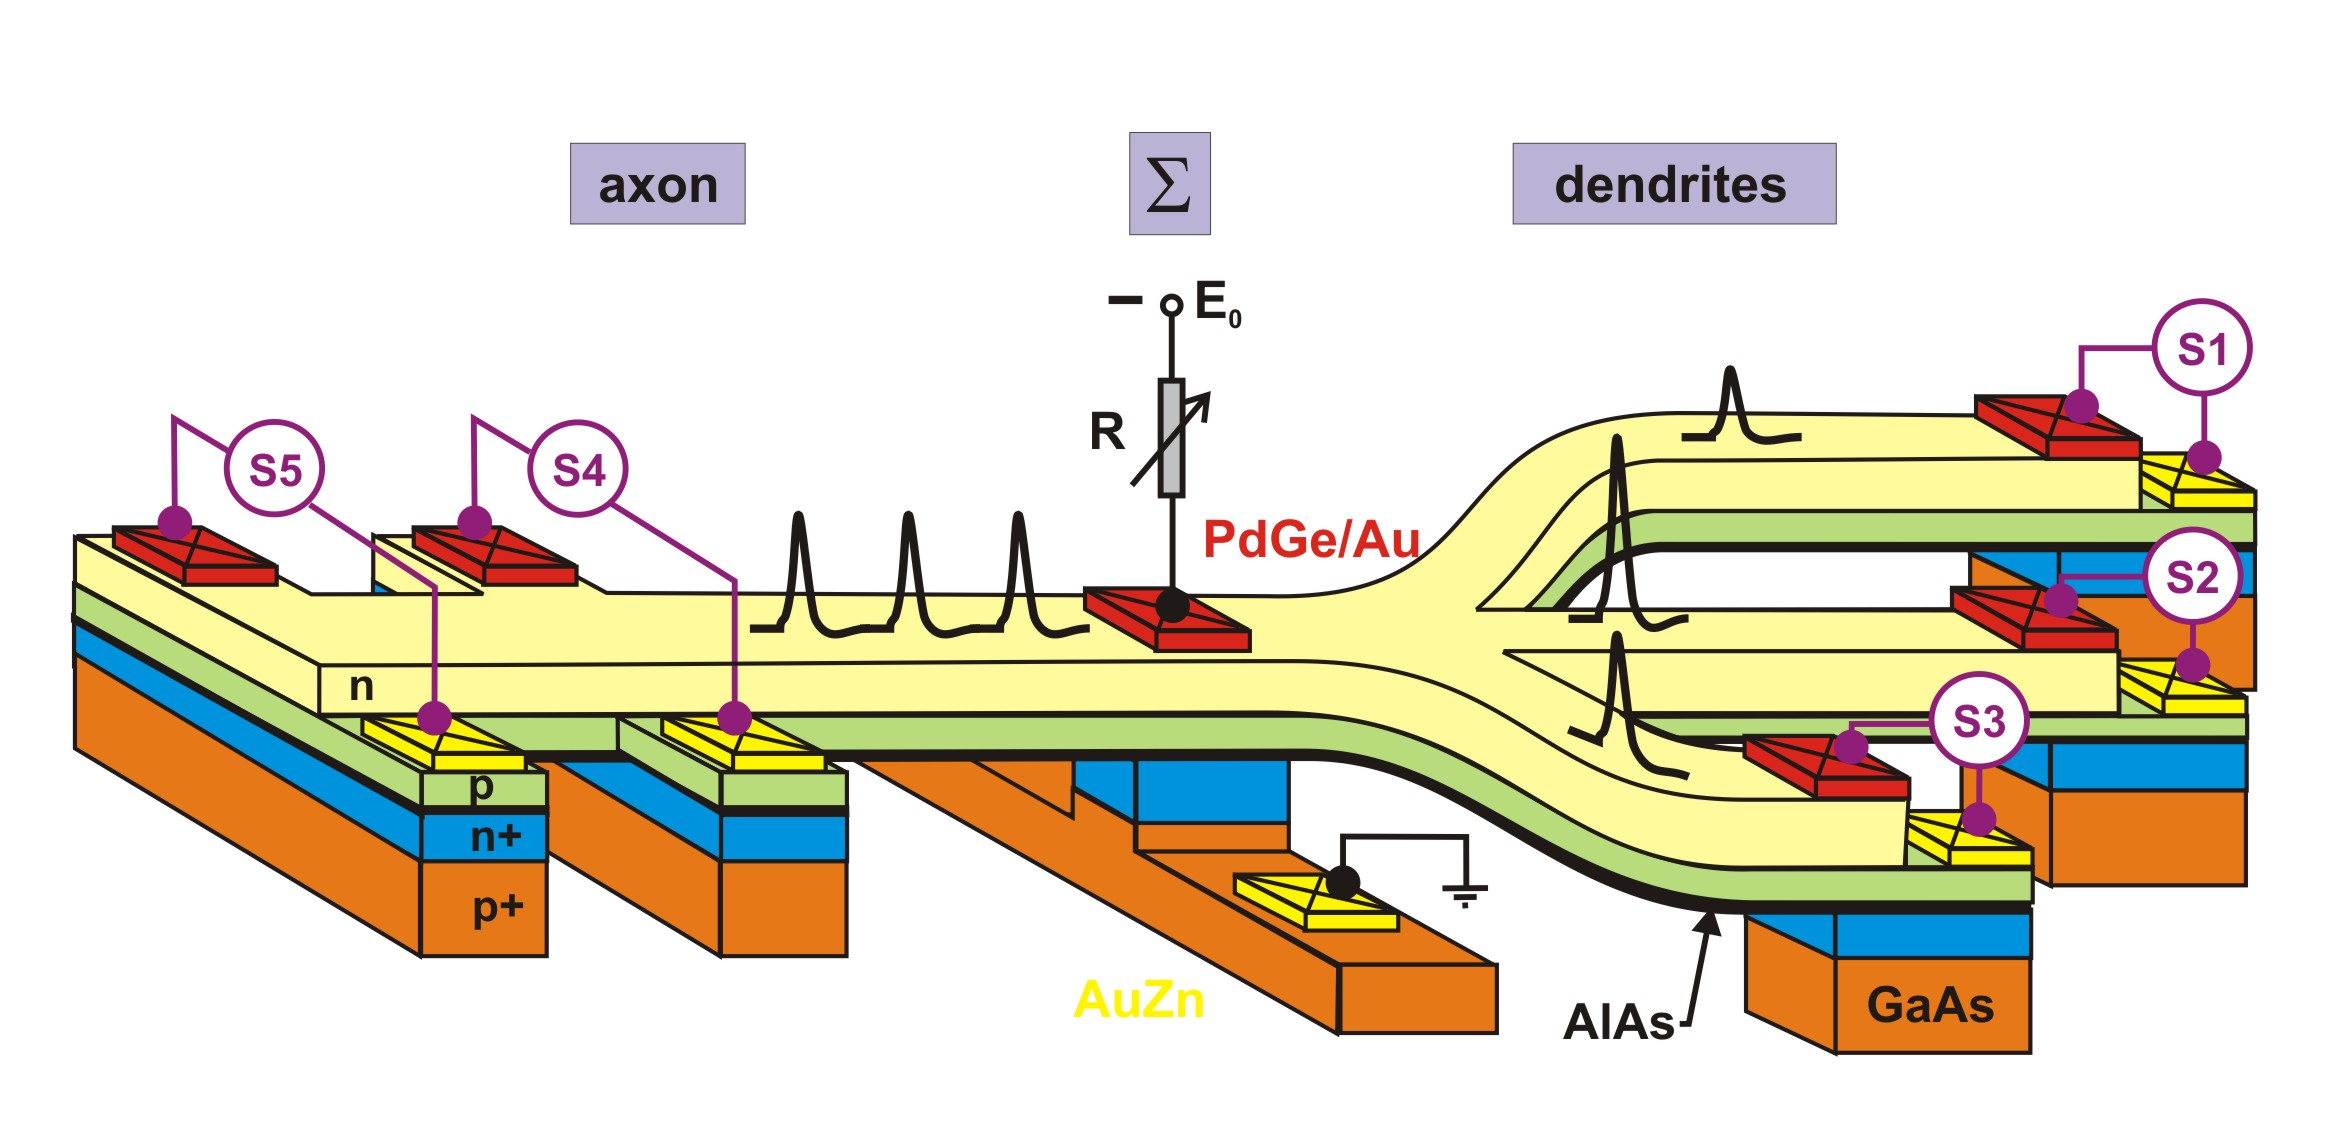 axon
Σ
dendrites
– E₀
S1
R
S5
S4
PdGe/Au
S2
n
S3
p
n+
p+
AuZn
AlAs
GaAs